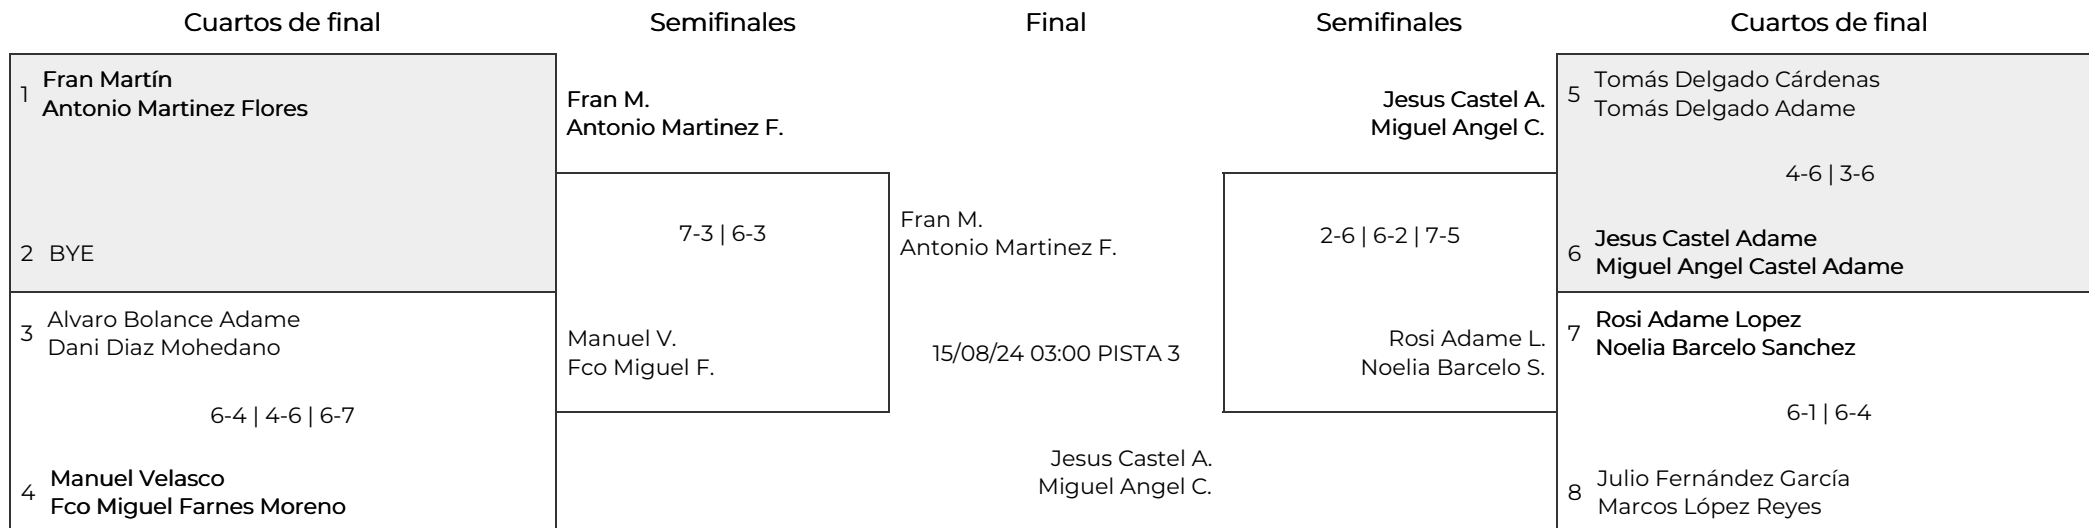 Cuartos de final
Semifinales
Final
Semifinales
Cuartos de final
1
Fran Martín
Antonio Martinez Flores
2 BYE
3
Alvaro Bolance Adame
Dani Diaz Mohedano
6-4 | 4-6 | 6-7
4
Manuel Velasco
Fco Miguel Farnes Moreno
Fran M.
Antonio Martinez F.
7-3 | 6-3
Manuel V.
Fco Miguel F.
Fran M.
Antonio Martinez F.
15/08/24 03:00 PISTA 3
Jesus Castel A.
Miguel Angel C.
Jesus Castel A.
Miguel Angel C.
2-6 | 6-2 | 7-5
Rosi Adame L.
Noelia Barcelo S.
5
Tomás Delgado Cárdenas
Tomás Delgado Adame
4-6 | 3-6
6
Jesus Castel Adame
Miguel Angel Castel Adame
7
Rosi Adame Lopez
Noelia Barcelo Sanchez
6-1 | 6-4
8
Julio Fernández García
Marcos López Reyes